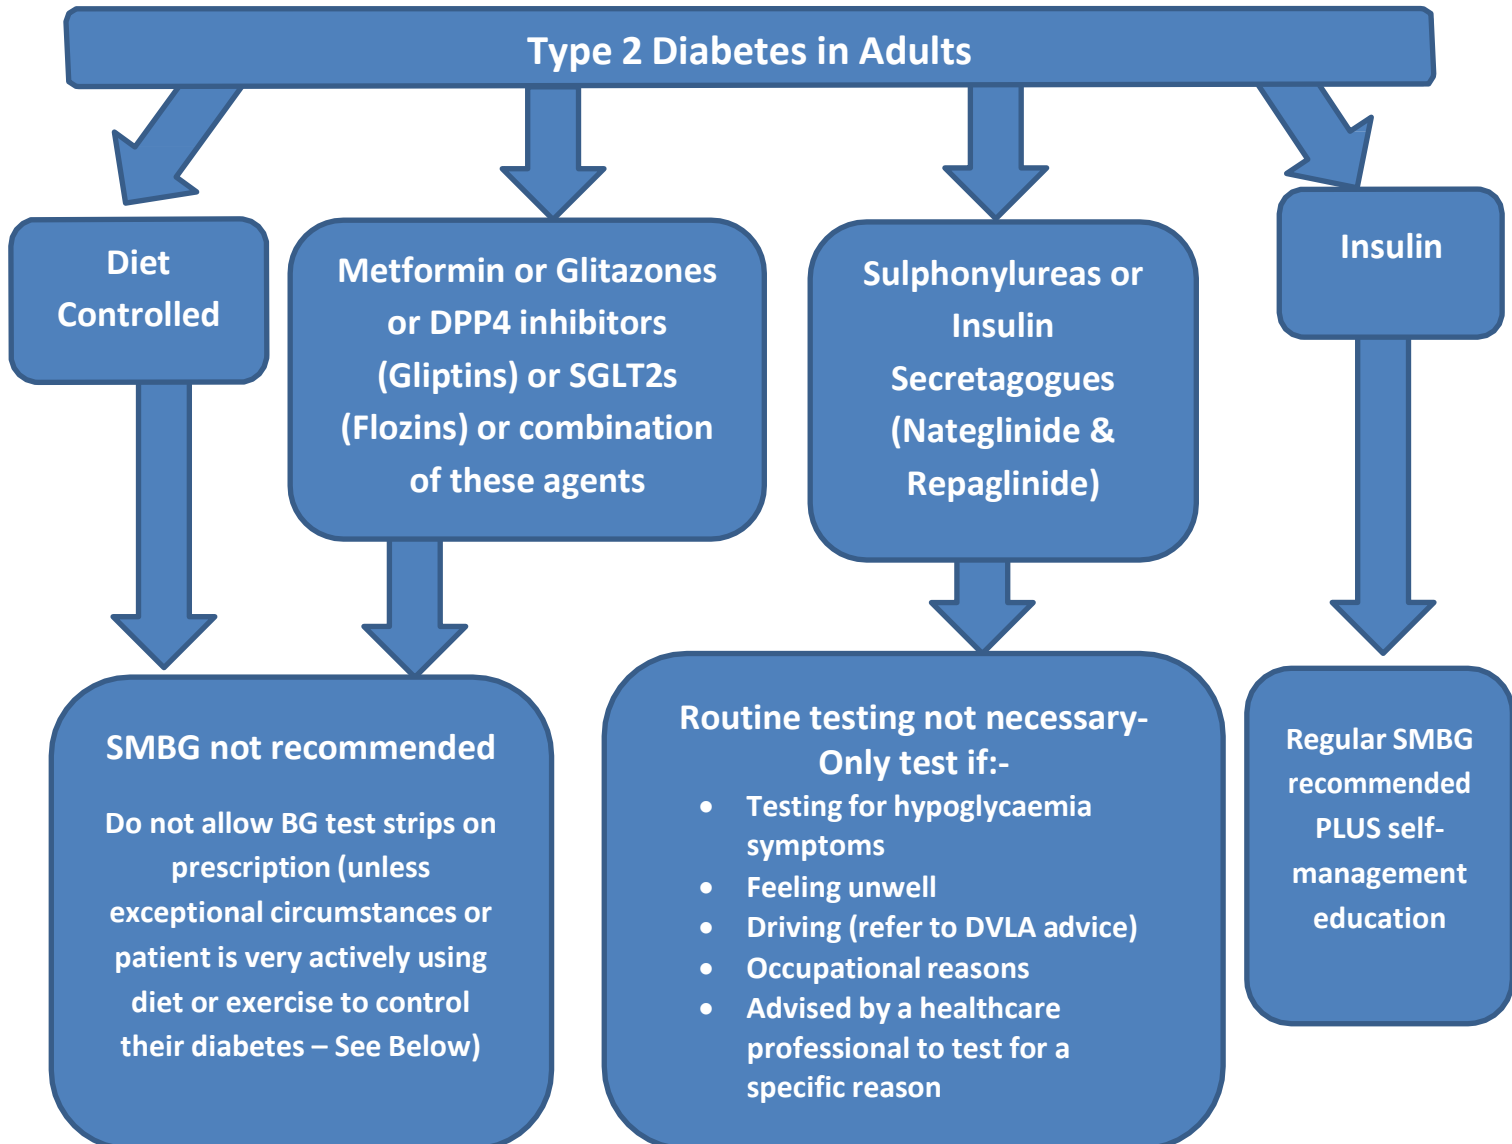 Type 2 Diabetes in Adults
Diet
Controlled
Metformin or Glitazones
or DPP4 inhibitors
(Gliptins) or SGLT2s
(Flozins) or combination
of these agents
Sulphonylureas or
Insulin
Secretagogues
(Nateglinide &
Repaglinide)
Insulin
SMBG not recommended
Do not allow BG test strips on
prescription (unless
exceptional circumstances or
patient is very actively using
diet or exercise to control
their diabetes – See Below)
Routine testing not necessary-
Only test if:-
• Testing for hypoglycaemia
symptoms
• Feeling unwell
• Driving (refer to DVLA advice)
• Occupational reasons
• Advised by a healthcare
professional to test for a
specific reason
Regular SMBG
recommended
PLUS self-
management
education